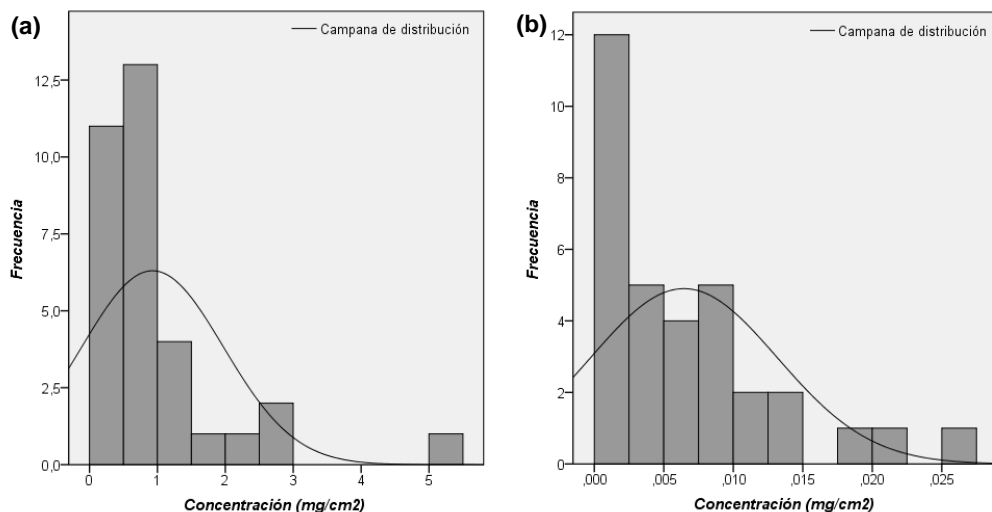 (a)
Campana de distribución
12,5
10,0
7,5
5,0
2,5
0,0
Frecuencia
0 1 2 3 4 5
Concentración (mg/cm2)
(b)
Campana de distribución
12
10
8
6
4
2
0
Frecuencia
,000 ,005 ,010 ,015 ,020 ,025
Concentración (mg/cm2)